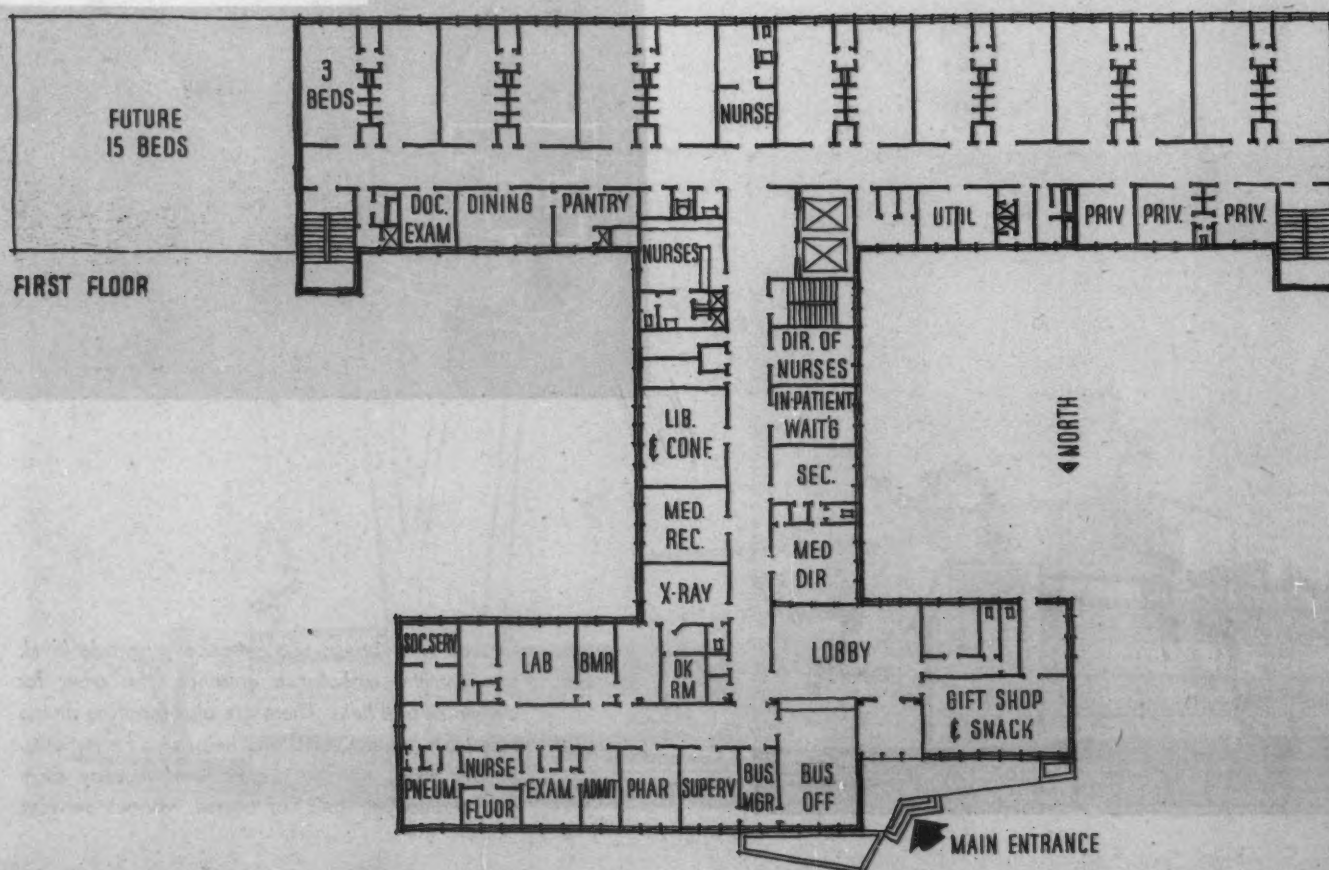 FUTURE
15 BEDS
3
BEDS
NURSE
FIRST FLOOR
DOC.
EXAM
DINING
PANTRY
UTIL
PRIV
PRIV.
PRIV.
NURSES
DIR. OF
NURSES
IN-PATIENT
WAIT'G
LIB.
& CONF.
SEC.
NORTH
MED.
REC.
MED
DIR
X-RAY
SOC. SERV.
LAB
BMR
DK
RM
LOBBY
GIFT SHOP
& SNACK
PNEUM.
NURSE
FLUOR
EXAM.
ADMIT
PHAR
SUPERV
BUS.
MGR
BUS.
OFF
MAIN ENTRANCE